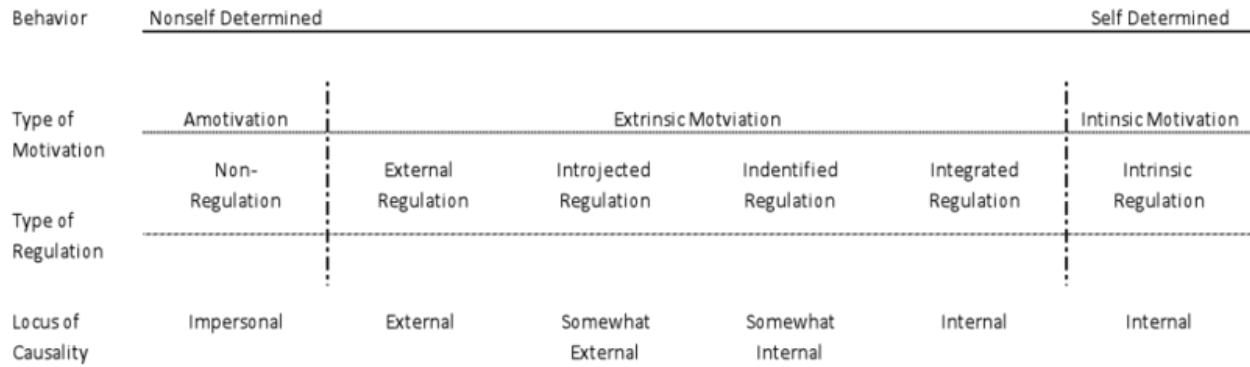 Behavior Nonself Determined Self Determined
Type of Amotivation Extrinsic Motviation Intinsic Motivation
Motivation
Non- External Introjected Indentified Integrated Intrinsic
Regulation Regulation Regulation Regulation Regulation Regulation
Type of
Regulation
Locus of Impersonal External Somewhat Somewhat Internal Internal
Causality External Internal